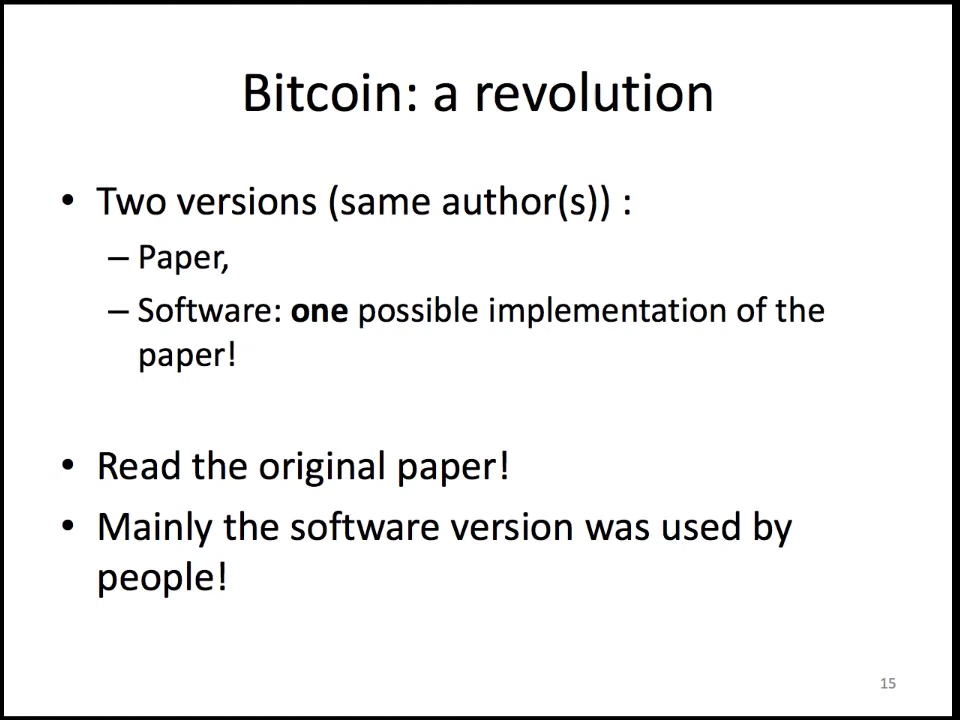 Bitcoin: a revolution
• Two versions (same author(s)) :
– Paper,
– Software: one possible implementation of the
paper!
• Read the original paper!
• Mainly the software version was used by
people!
15